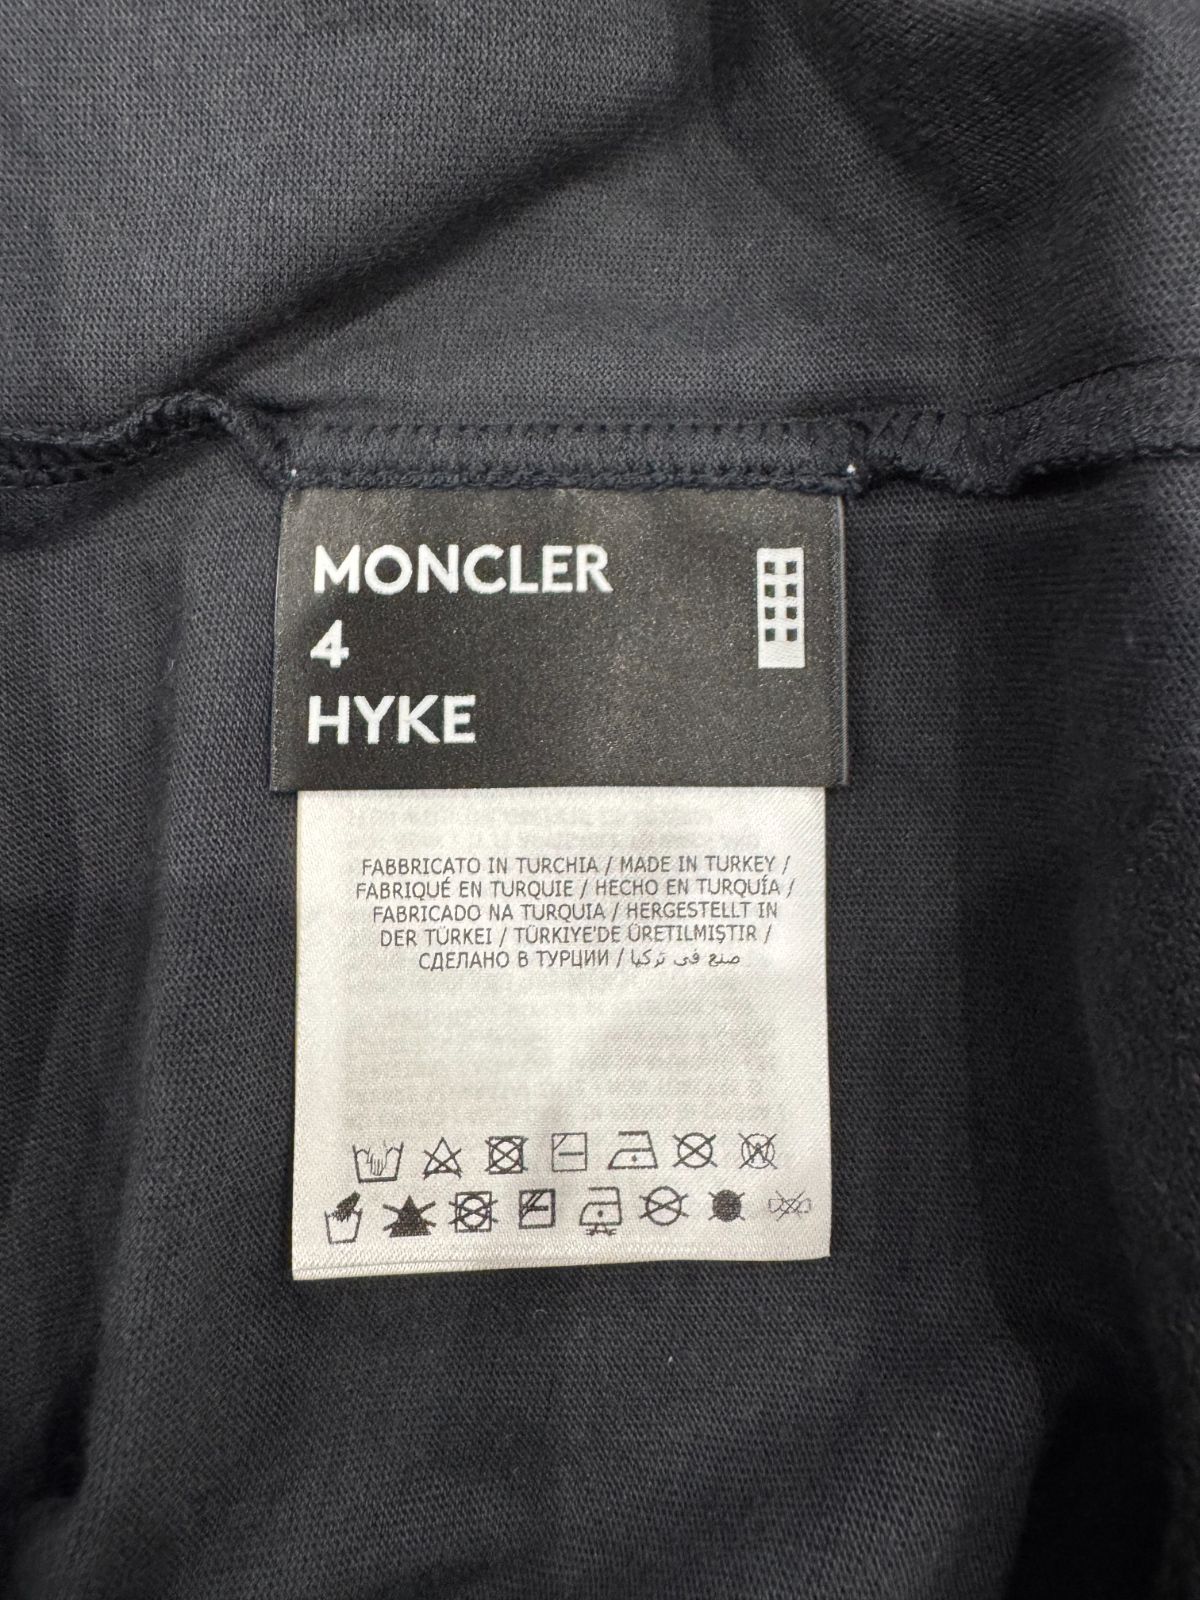 MONCLER
4
HYKE
FABBRICATO IN TURCHIA / MADE IN TURKEY /
FABRIQUÉ EN TURQUIE / HECHO EN TURQUÍA /
FABRICADO NA TURQUIA / HERGESTELLT IN
DER TÜRKEI / TÜRKIYE'DE ÜRETILMIŞTIR /
СДЕЛАНО В ТУРЦИИ / صنع في تركيا